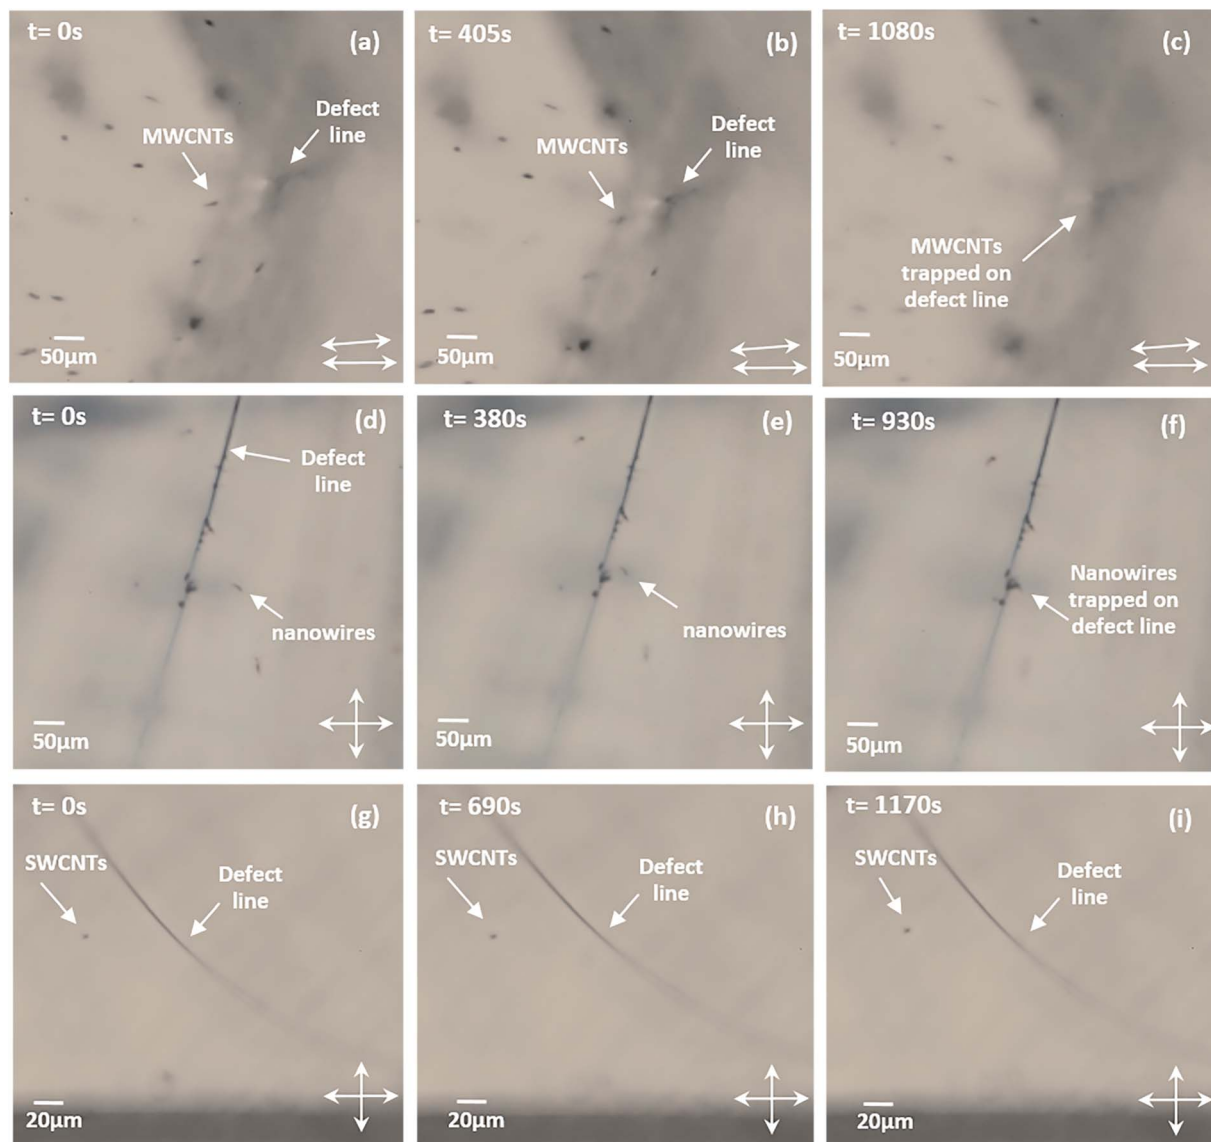 t= 0s
(a)
MWCNTs
Defect
line
50µm
t= 405s
(b)
MWCNTs
Defect
line
50µm
t= 1080s
(c)
MWCNTs
trapped on
defect line
50µm
t= 0s
(d)
Defect
line
nanowires
50µm
t= 380s
(e)
nanowires
50µm
t= 930s
(f)
Nanowires
trapped on
defect line
50µm
t= 0s
(g)
SWCNTs
Defect
line
20µm
t= 690s
(h)
SWCNTs
Defect
line
20µm
t= 1170s
(i)
SWCNTs
Defect
line
20µm